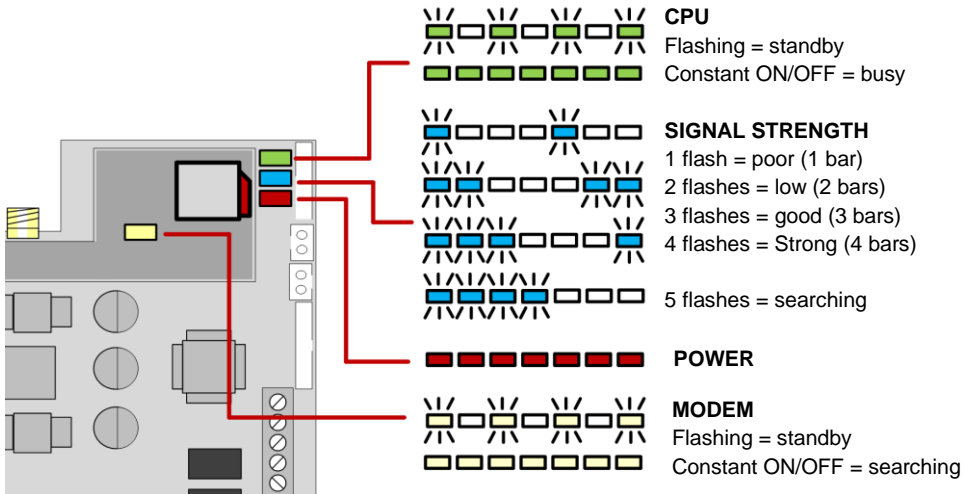 CPU
Flashing = standby
Constant ON/OFF = busy
SIGNAL STRENGTH
1 flash = poor (1 bar)
2 flashes = low (2 bars)
3 flashes = good (3 bars)
4 flashes = Strong (4 bars)
5 flashes = searching
POWER
MODEM
Flashing = standby
Constant ON/OFF = searching